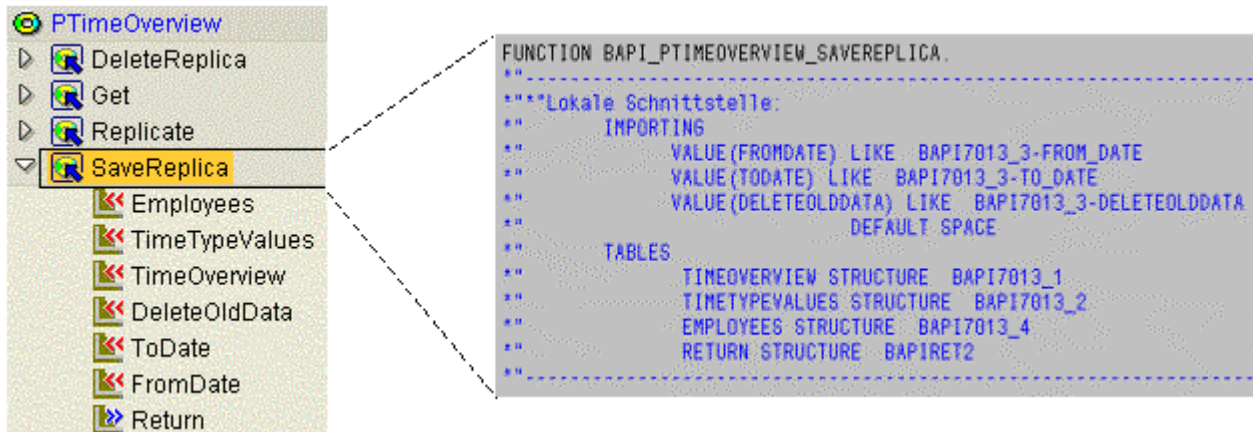 PTimeOverview
DeleteReplica
Get
Replicate
SaveReplica
Employees
TimeTypeValues
TimeOverview
DeleteOldData
ToDate
FromDate
Return
FUNCTION BAPI_PTIMEOVERVIEW_SAVEREPLICA.
*"----------------------------------------------------------------------
*"*"Lokale Schnittstelle:
*" IMPORTING
*" VALUE(FROMDATE) LIKE BAPI7013_3-FROM_DATE
*" VALUE(TODATE) LIKE BAPI7013_3-TO_DATE
*" VALUE(DELETEOLDDATA) LIKE BAPI7013_3-DELETEOLDDATA
*" DEFAULT SPACE
*" TABLES
*" TIMEOVERVIEW STRUCTURE BAPI7013_1
*" TIMETYPEVALUES STRUCTURE BAPI7013_2
*" EMPLOYEES STRUCTURE BAPI7013_4
*" RETURN STRUCTURE BAPIRET2
*"----------------------------------------------------------------------